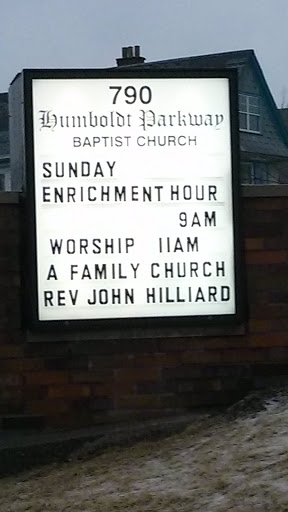 790
Humboldt Parkway
BAPTIST CHURCH
SUNDAY
ENRICHMENT HOUR
9AM
WORSHIP 11AM
A FAMILY CHURCH
REV JOHN HILLIARD